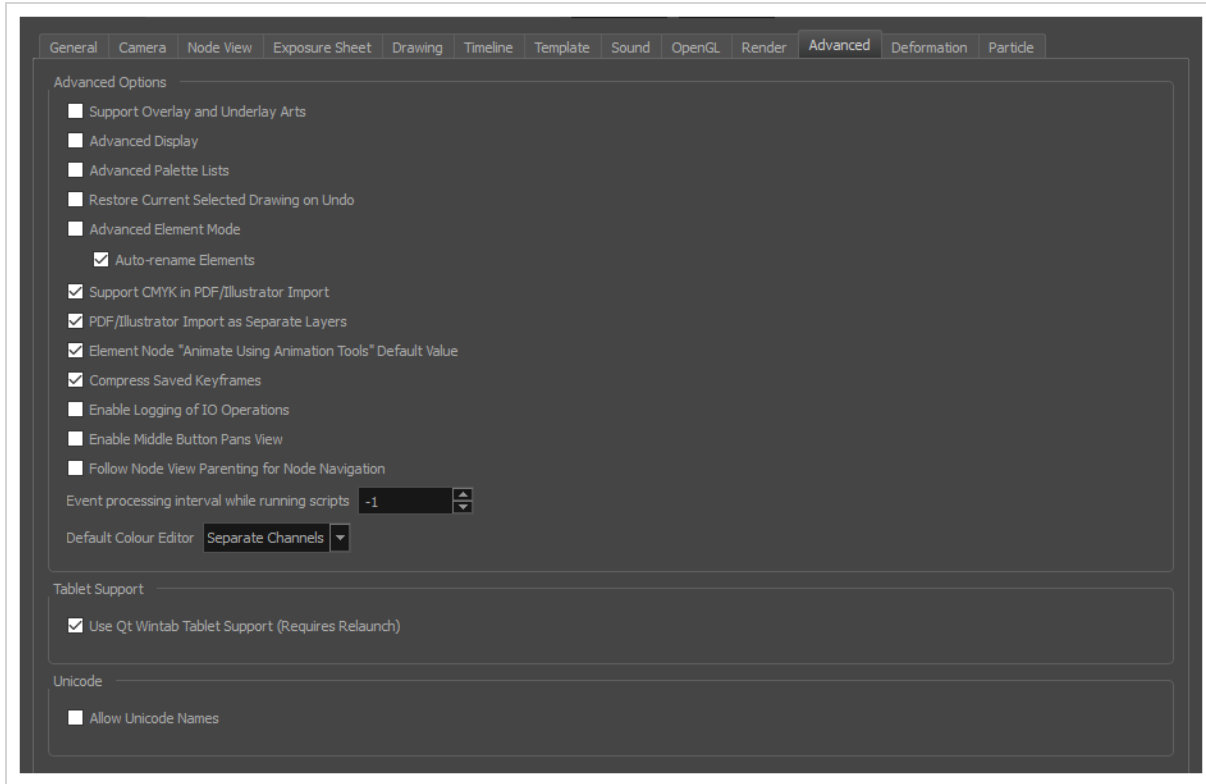 General Camera Node View Exposure Sheet Drawing Timeline Template Sound OpenGL Render Advanced Deformation Particle
Advanced Options
Support Overlay and Underlay Arts
Advanced Display
Advanced Palette Lists
Restore Current Selected Drawing on Undo
Advanced Element Mode
Auto-rename Elements
Support CMYK in PDF/Illustrator Import
PDF/Illustrator Import as Separate Layers
Element Node "Animate Using Animation Tools" Default Value
Compress Saved Keyframes
Enable Logging of IO Operations
Enable Middle Button Pans View
Follow Node View Parenting for Node Navigation
Event processing interval while running scripts -1
Default Colour Editor Separate Channels
Tablet Support
Use Qt Wintab Tablet Support (Requires Relaunch)
Unicode
Allow Unicode Names